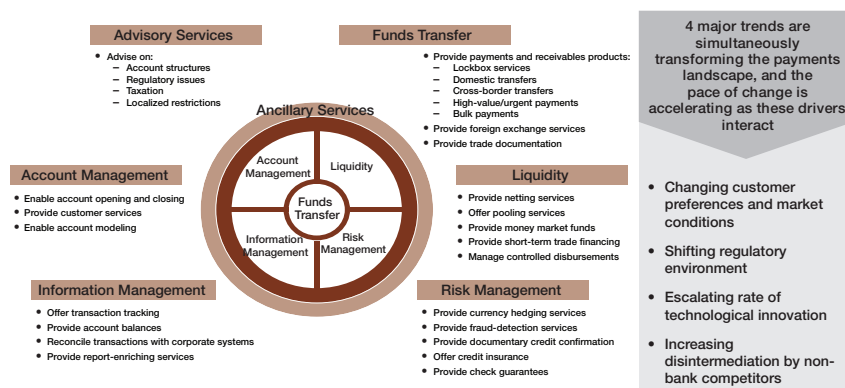 Advisory Services
• Advise on:
– Account structures
– Regulatory issues
– Taxation
– Localized restrictions
Funds Transfer
• Provide payments and receivables products:
– Lockbox services
– Domestic transfers
– Cross-border transfers
– High-value/urgent payments
– Bulk payments
• Provide foreign exchange services
• Provide trade documentation
Ancillary Services
Account
Management
Liquidity
Funds
Transfer
Information
Management
Risk
Management
Account Management
• Enable account opening and closing
• Provide customer services
• Enable account modeling
Liquidity
• Provide netting services
• Offer pooling services
• Provide money market funds
• Provide short-term trade financing
• Manage controlled disbursements
Information Management
• Offer transaction tracking
• Provide account balances
• Reconcile transactions with corporate systems
• Provide report-enriching services
Risk Management
• Provide currency hedging services
• Provide fraud-detection services
• Provide documentary credit confirmation
• Offer credit insurance
• Provide check guarantees
4 major trends are
simultaneously
transforming the payments
landscape, and the
pace of change is
accelerating as these drivers
interact
• Changing customer
preferences and market
conditions
• Shifting regulatory
environment
• Escalating rate of
technological innovation
• Increasing
disintermediation by non-
bank competitors